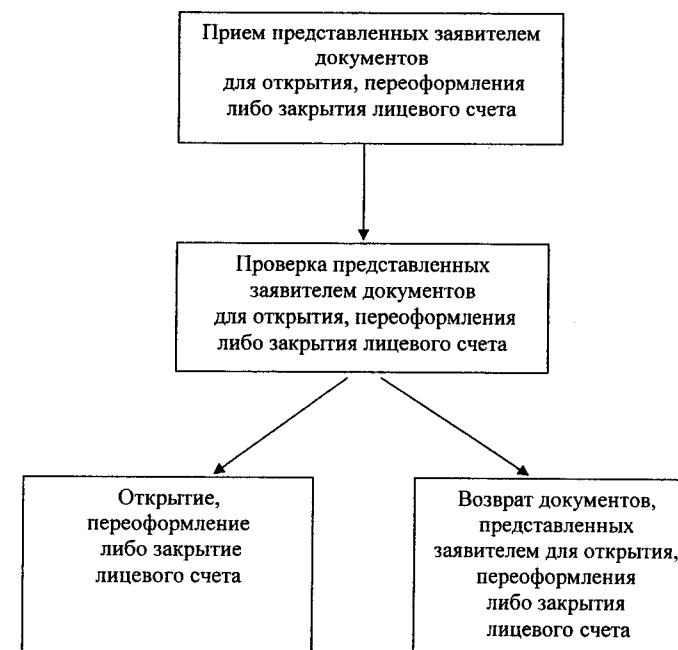 Прием представленных заявителем
документов
для открытия, переоформления
либо закрытия лицевого счета
Проверка представленных
заявителем документов
для открытия, переоформления
либо закрытия лицевого счета
Открытие,
переоформление
либо закрытие
лицевого счета
Возврат документов,
представленных
заявителем для открытия,
переоформления
либо закрытия
лицевого счета